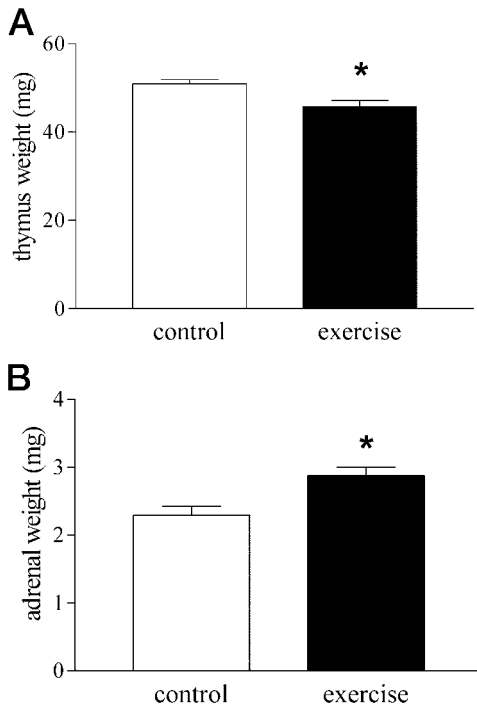 A
thymus weight (mg)
60
40
20
0
*
control exercise
B
adrenal weight (mg)
4
3
2
1
0
*
control exercise